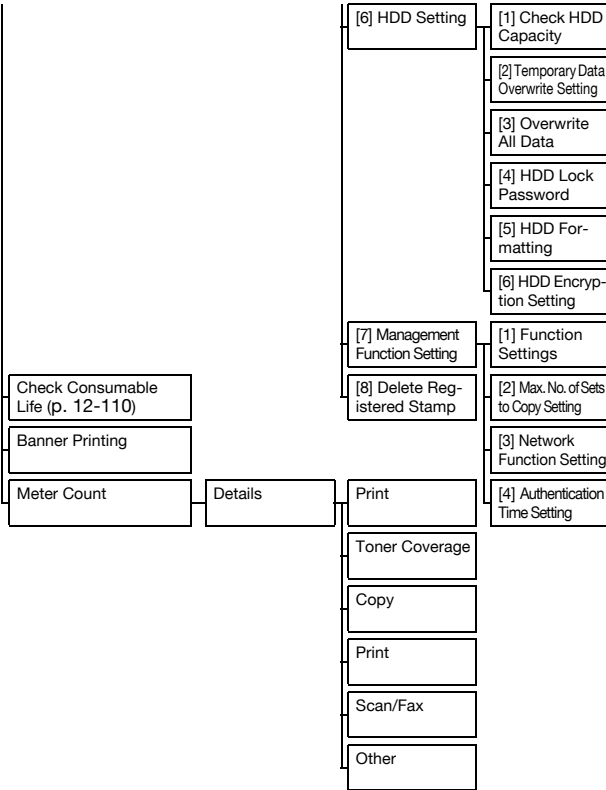 [6] HDD Setting
[1] Check HDD
Capacity
[2] Temporary Data
Overwrite Setting
[3] Overwrite
All Data
[4] HDD Lock
Password
[5] HDD For-
matting
[6] HDD Encryp-
tion Setting
[7] Management
Function Setting
[1] Function
Settings
Check Consumable
Life (p. 12-110)
[8] Delete Reg-
istered Stamp
[2] Max. No. of Sets
to Copy Setting
Banner Printing
[3] Network
Function Setting
Meter Count
Details
Print
[4] Authentication
Time Setting
Toner Coverage
Copy
Print
Scan/Fax
Other